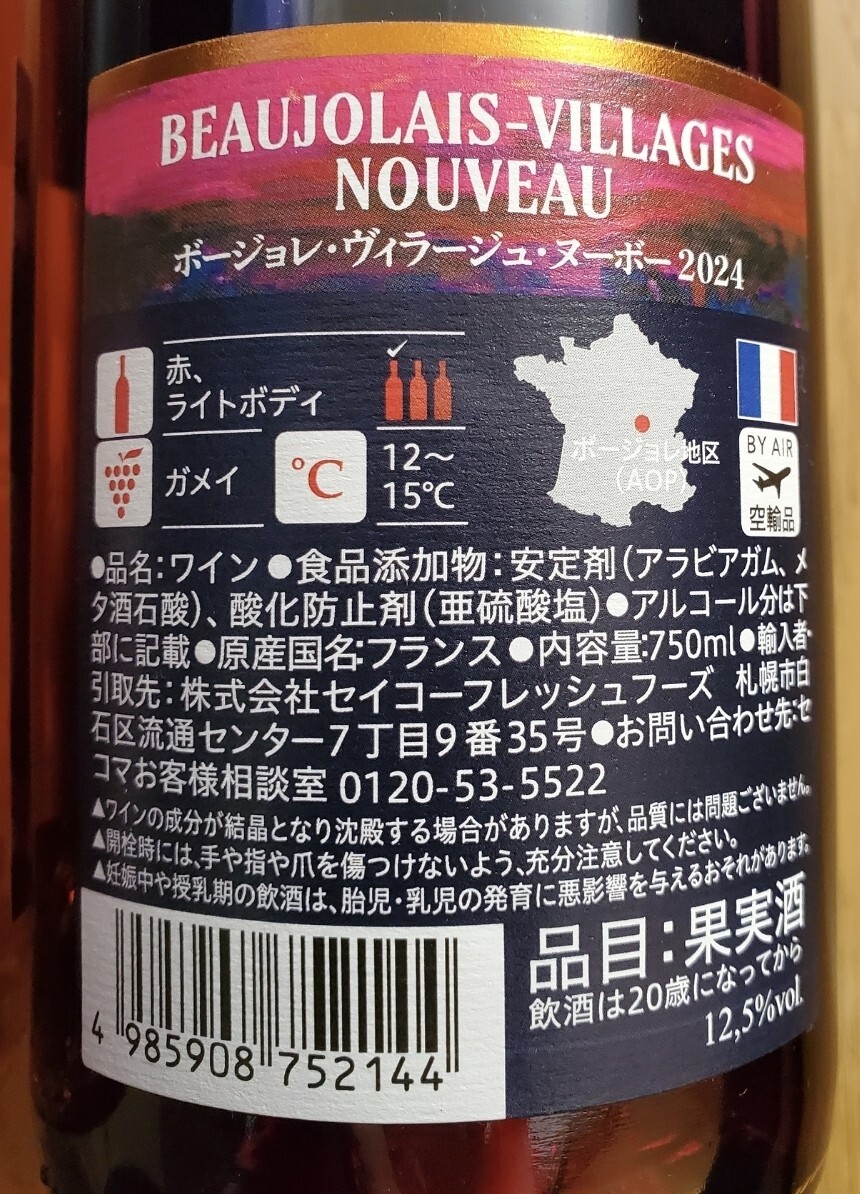 BEAUJOLAIS-VILLAGES
NOUVEAU
ボージョレ・ヴィラージュ・ヌーボー 2024
赤、
ライトボディ
ガメイ
℃
12～
15℃
ボージョレ地区
（AOP）
BY AIR
空輸品
●品名：ワイン ●食品添加物：安定剤（アラビアガム、メ
タ酒石酸）、酸化防止剤（亜硫酸塩）●アルコール分は下
部に記載 ●原産国名：フランス ●内容量：750ml ●輸入者・
引取先：株式会社セイコーフレッシュフーズ 札幌市白
石区流通センター7丁目9番35号 ●お問い合わせ先：セ
コマお客様相談室 0120-53-5522
▲ワインの成分が結晶となり沈殿する場合がありますが、品質には問題ございません。
▲開栓時には、手や指や爪を傷つけないよう、充分注意してください。
▲妊娠中や授乳期の飲酒は、胎児・乳児の発育に悪影響を与えるおそれがあります。
品目：果実酒
飲酒は20歳になってから
12,5%vol.
4 985908 752144